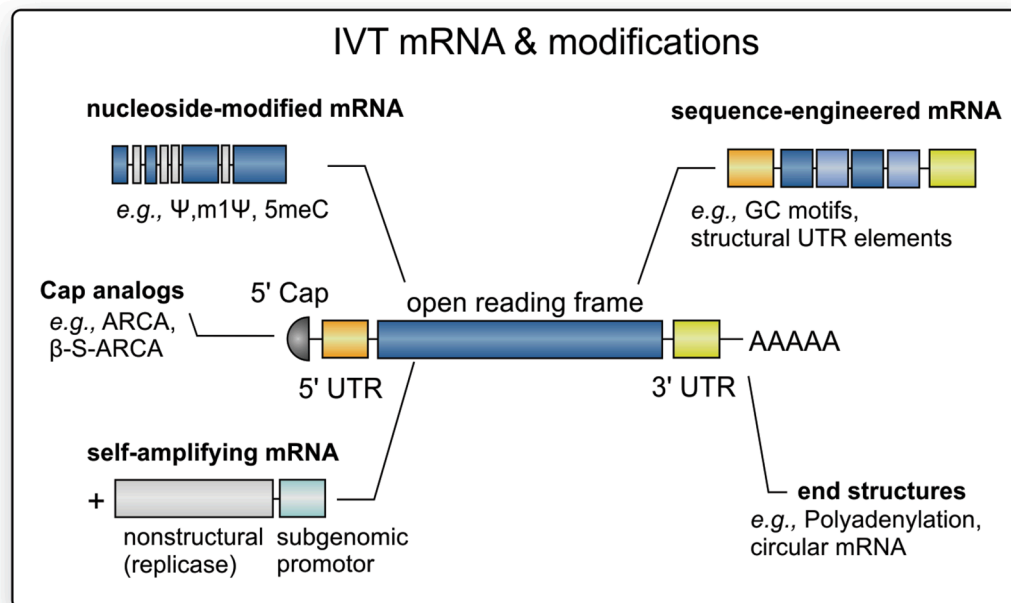 IVT mRNA & modifications
nucleoside-modified mRNA
e.g., Ψ,m1Ψ, 5meC
sequence-engineered mRNA
e.g., GC motifs,
structural UTR elements
Cap analogs
e.g., ARCA,
β-S-ARCA
5' Cap
open reading frame
AAAAA
5' UTR
3' UTR
self-amplifying mRNA
+
nonstructural
(replicase)
subgenomic
promotor
end structures
e.g., Polyadenylation,
circular mRNA